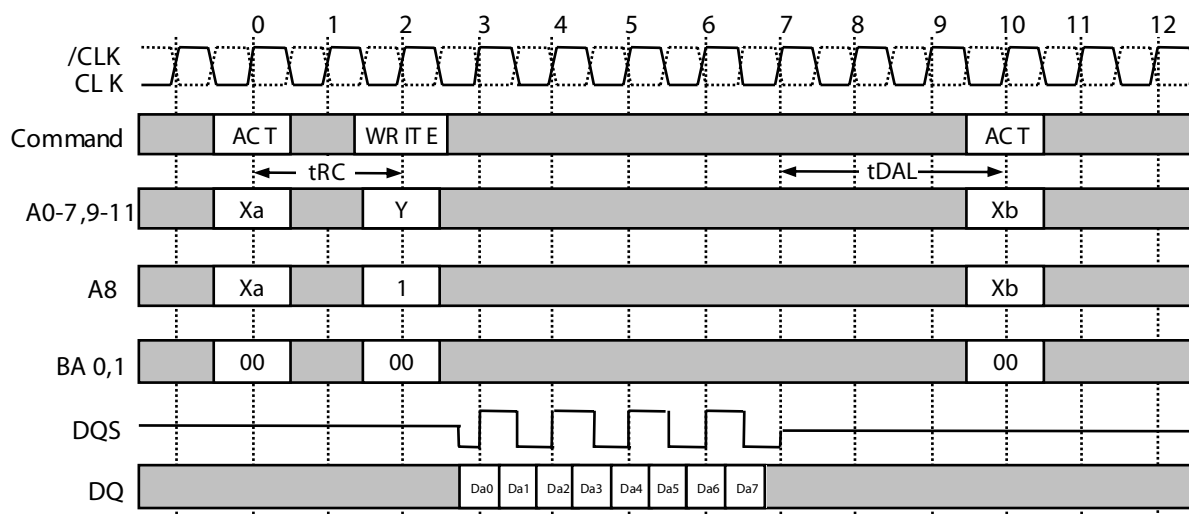 0 1 2 3 4 5 6 7 8 9 10 11 12
/CLK
CL K
Command AC T WR IT E AC T
tRC tDAL
A0-7,9-11 Xa Y Xb
A8 Xa 1 Xb
BA 0,1 00 00 00
DQS
DQ Da0 Da1 Da2 Da3 Da4 Da5 Da6 Da7